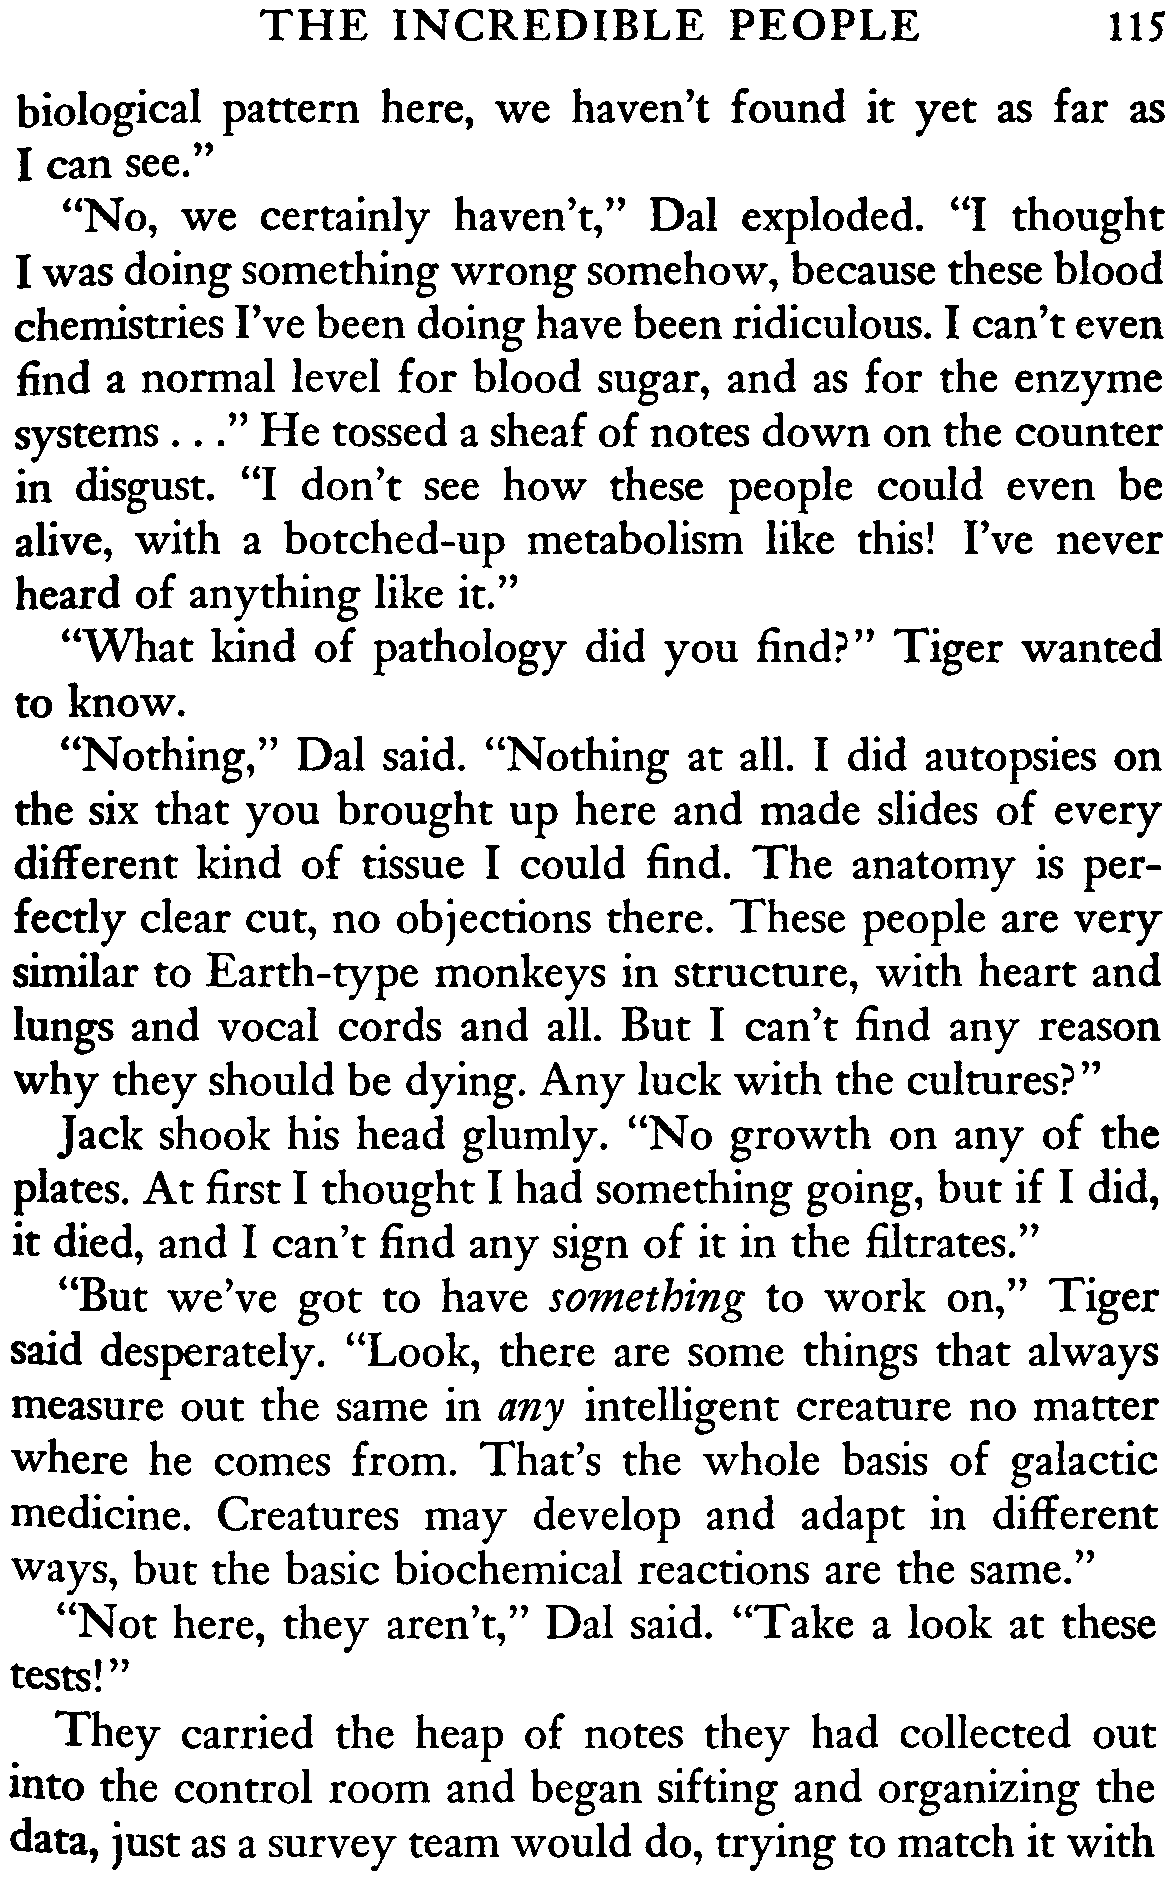 THE INCREDIBLE PEOPLE 115
biological pattern here, we haven't found it yet as far as
I can see."
"No, we certainly haven't," Dal exploded. "I thought
I was doing something wrong somehow, because these blood
chemistries I've been doing have been ridiculous. I can't even
find a normal level for blood sugar, and as for the enzyme
systems . . ." He tossed a sheaf of notes down on the counter
in disgust. "I don't see how these people could even be
alive, with a botched-up metabolism like this! I've never
heard of anything like it."
"What kind of pathology did you find?" Tiger wanted
to know.
"Nothing," Dal said. "Nothing at all. I did autopsies on
the six that you brought up here and made slides of every
different kind of tissue I could find. The anatomy is per-
fectly clear cut, no objections there. These people are very
similar to Earth-type monkeys in structure, with heart and
lungs and vocal cords and all. But I can't find any reason
why they should be dying. Any luck with the cultures?"
Jack shook his head glumly. "No growth on any of the
plates. At first I thought I had something going, but if I did,
it died, and I can't find any sign of it in the filtrates."
"But we've got to have something to work on," Tiger
said desperately. "Look, there are some things that always
measure out the same in any intelligent creature no matter
where he comes from. That's the whole basis of galactic
medicine. Creatures may develop and adapt in different
ways, but the basic biochemical reactions are the same."
"Not here, they aren't," Dal said. "Take a look at these
tests!"
They carried the heap of notes they had collected out
into the control room and began sifting and organizing the
data, just as a survey team would do, trying to match it with